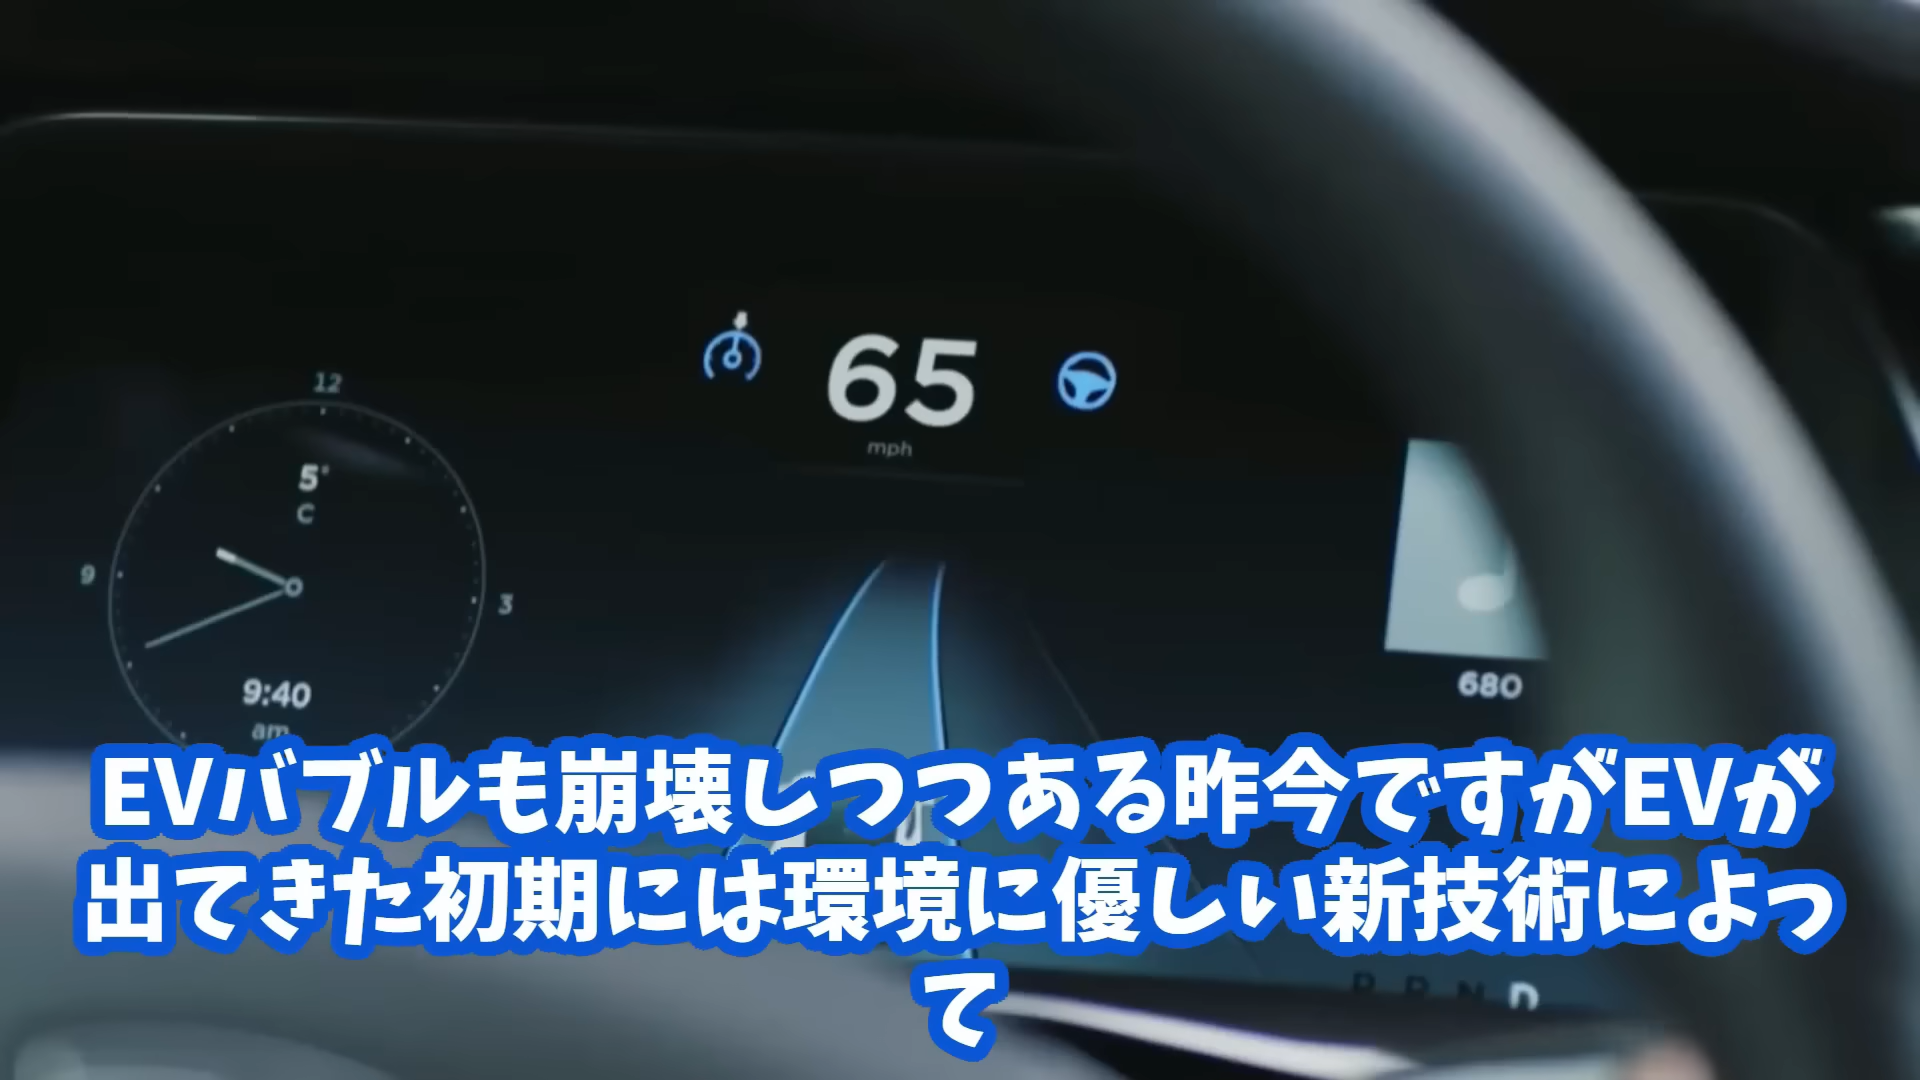 12
5°
C
9
3
9:40
am
65
mph
680
P R N D
EVバブルも崩壊しつつある昨今ですがEVが
出てきた初期には環境に優しい新技術によっ
て